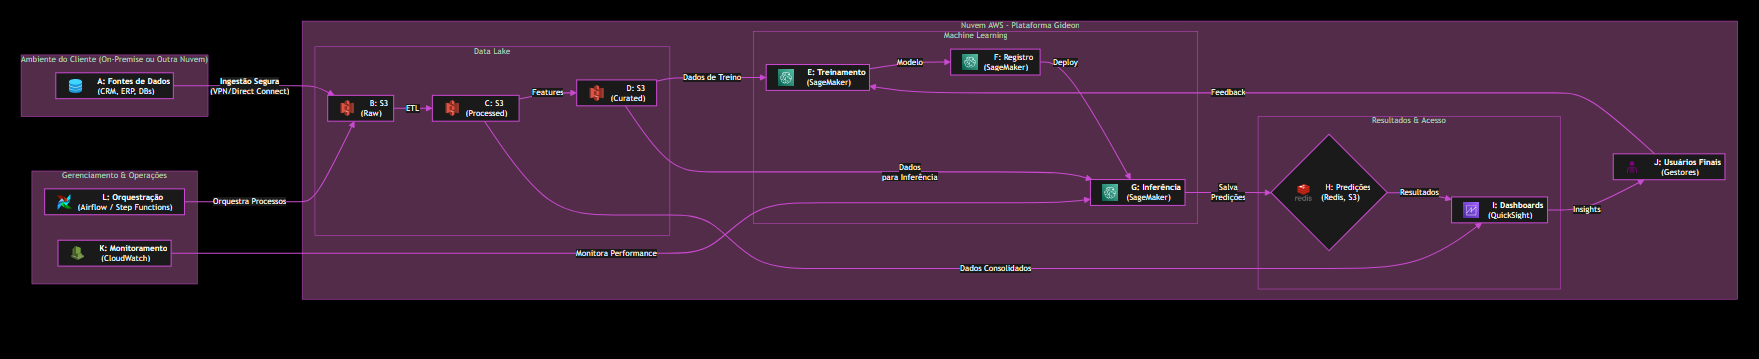 Nuvem AWS - Plataforma Gideon
Ambiente do Cliente (On-Premise ou Outra Nuvem)
A: Fontes de Dados
(CRM, ERP, DBs)
Ingestão Segura
(VPN/Direct Connect)
Gerenciamento & Operações
L: Orquestração
(Airflow / Step Functions)
Orquestra Processos
K: Monitoramento
(CloudWatch)
Monitora Performance
Data Lake
B: S3
(Raw)
ETL
C: S3
(Processed)
Features
D: S3
(Curated)
Dados de Treino
Dados
para Inferência
Dados Consolidados
Machine Learning
E: Treinamento
(SageMaker)
Modelo
F: Registro
(SageMaker)
Deploy
Feedback
G: Inferência
(SageMaker)
Salva
Predições
Resultados & Acesso
redis
H: Predições
(Redis, S3)
Resultados
I: Dashboards
(QuickSight)
Insights
J: Usuários Finais
(Gestores)